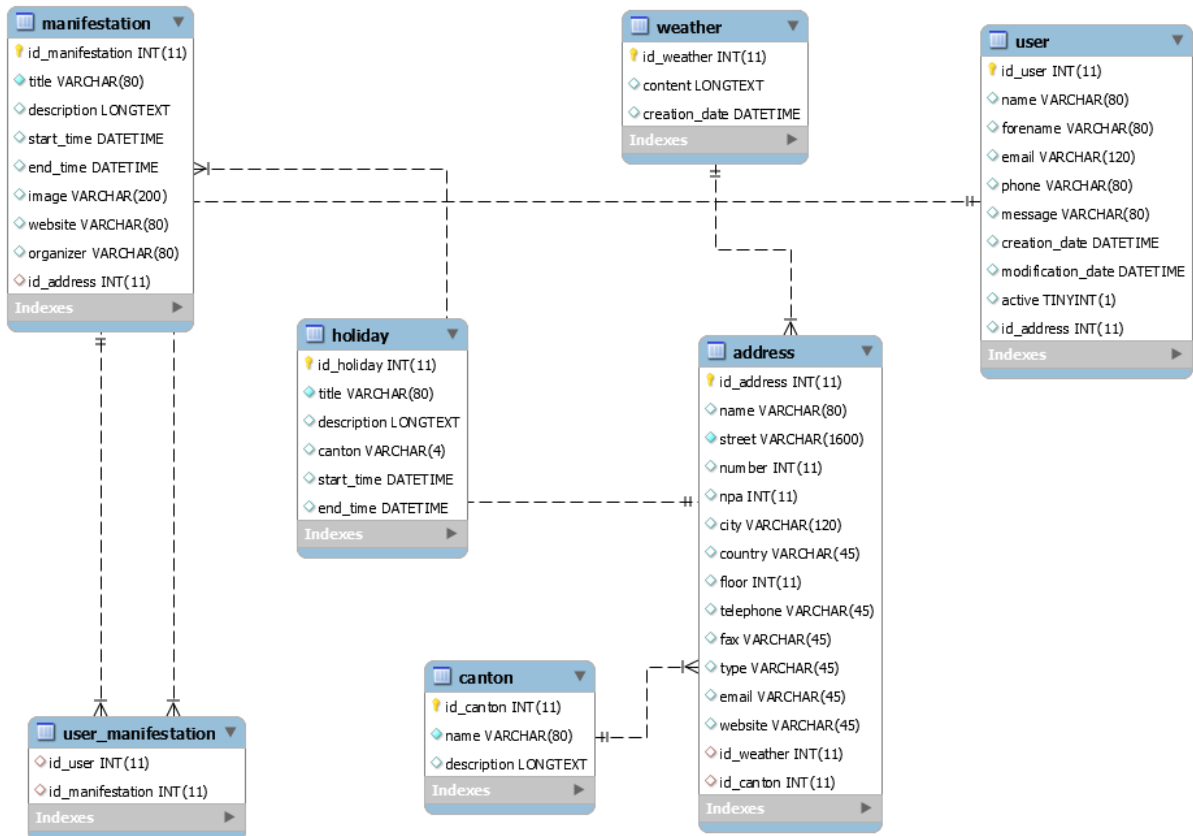 manifestation
id_manifestation INT(11)
title VARCHAR(80)
description LONGTEXT
start_time DATETIME
end_time DATETIME
image VARCHAR(200)
website VARCHAR(80)
organizer VARCHAR(80)
id_address INT(11)
Indexes
weather
id_weather INT(11)
content LONGTEXT
creation_date DATETIME
Indexes
user
id_user INT(11)
name VARCHAR(80)
forename VARCHAR(80)
email VARCHAR(120)
phone VARCHAR(80)
message VARCHAR(80)
creation_date DATETIME
modification_date DATETIME
active TINYINT(1)
id_address INT(11)
Indexes
holiday
id_holiday INT(11)
title VARCHAR(80)
description LONGTEXT
canton VARCHAR(4)
start_time DATETIME
end_time DATETIME
Indexes
address
id_address INT(11)
name VARCHAR(80)
street VARCHAR(1600)
number INT(11)
npa INT(11)
city VARCHAR(120)
country VARCHAR(45)
floor INT(11)
telephone VARCHAR(45)
fax VARCHAR(45)
type VARCHAR(45)
email VARCHAR(45)
website VARCHAR(45)
id_weather INT(11)
id_canton INT(11)
Indexes
canton
id_canton INT(11)
name VARCHAR(80)
description LONGTEXT
Indexes
user_manifestation
id_user INT(11)
id_manifestation INT(11)
Indexes